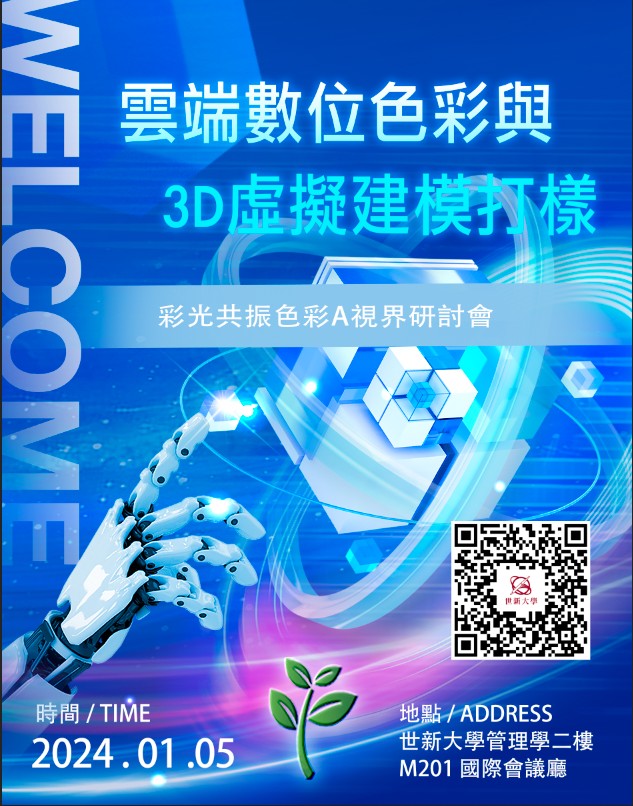 WELCOME
雲端數位色彩與
3D虛擬建模打樣
彩光共振色彩A視界研討會
世新大學
時間 / TIME
2024 . 01 . 05
地點 / ADDRESS
世新大學管理學二樓
M201 國際會議廳